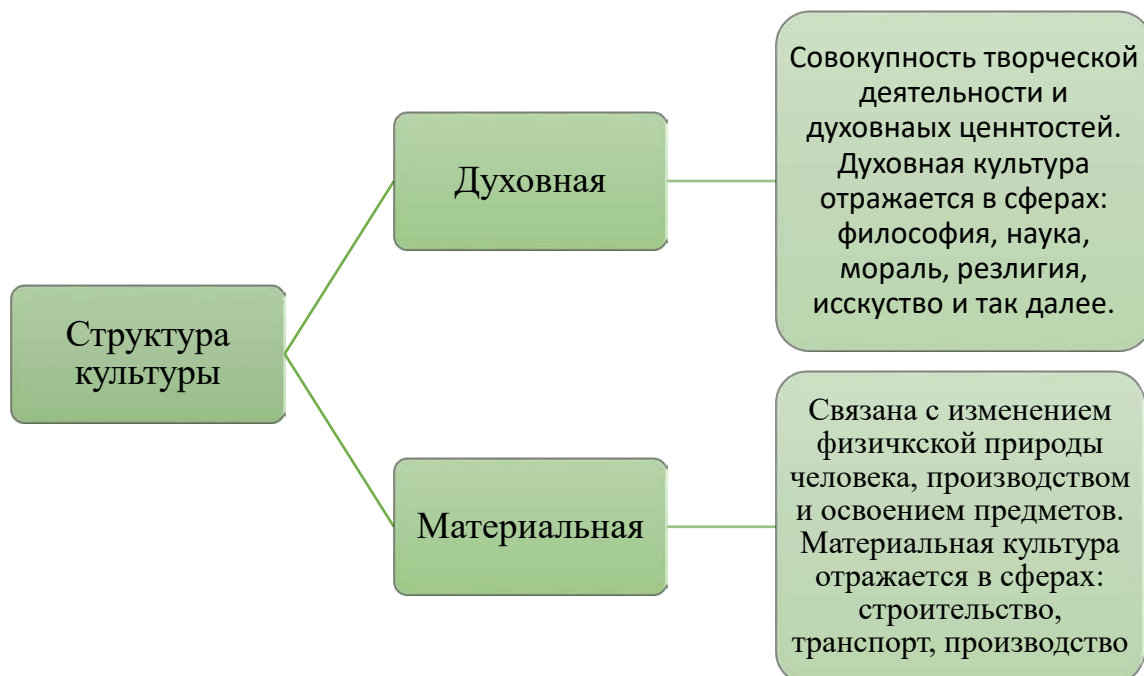 Структура
культуры
Духовная
Совокупность творческой
деятельности и
духовнаых ценнтостей.
Духовная культура
отражается в сферах:
философия, наука,
мораль, резлигия,
исскуство и так далее.
Материальная
Связана с изменением
физичкской природы
человека, производством
и освоением предметов.
Материальная культура
отражается в сферах:
строительство,
транспорт, производство